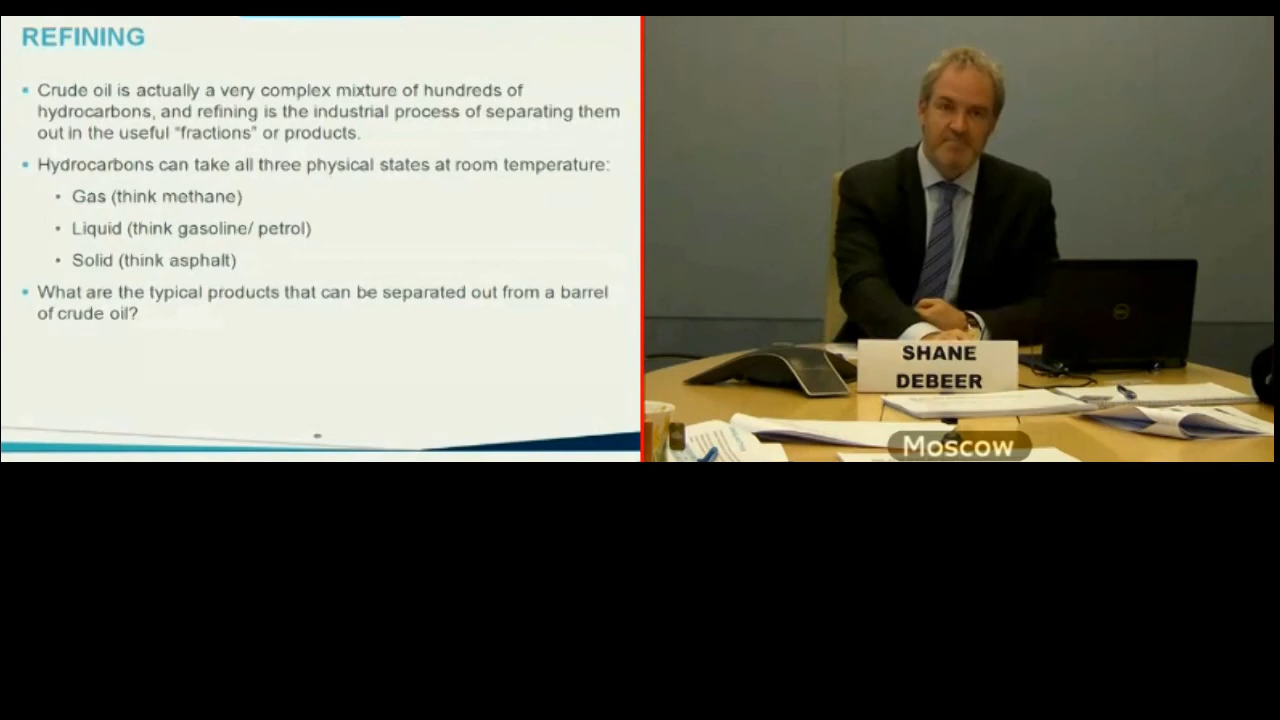 REFINING
▪ Crude oil is actually a very complex mixture of hundreds of
hydrocarbons, and refining is the industrial process of separating them
out in the useful “fractions” or products.
▪ Hydrocarbons can take all three physical states at room temperature:
• Gas (think methane)
• Liquid (think gasoline/ petrol)
• Solid (think asphalt)
▪ What are the typical products that can be separated out from a barrel
of crude oil?
SHANE
DEBEER
Moscow